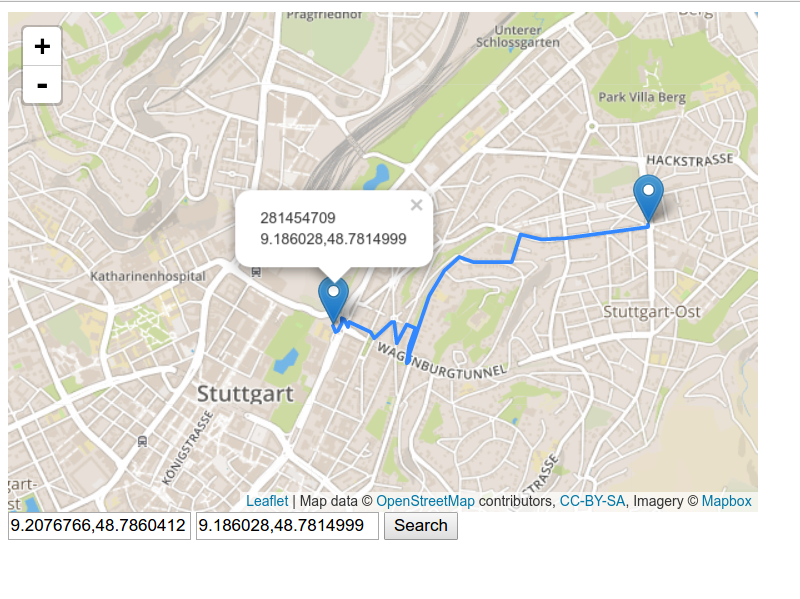 Pragfriedhof
Berg
Unterer
Schlossgarten
+
-
Park Villa Berg
HACKSTRASSE
×
281454709
9.186028,48.7814999
Katharinenhospital
Stuttgart-Ost
WAGENBURGTUNNEL
Stuttgart
KÖNIGSTRASSE
Leaflet | Map data © OpenStreetMap contributors, CC-BY-SA, Imagery © Mapbox
9.2076766,48.7860412 9.186028,48.7814999 Search